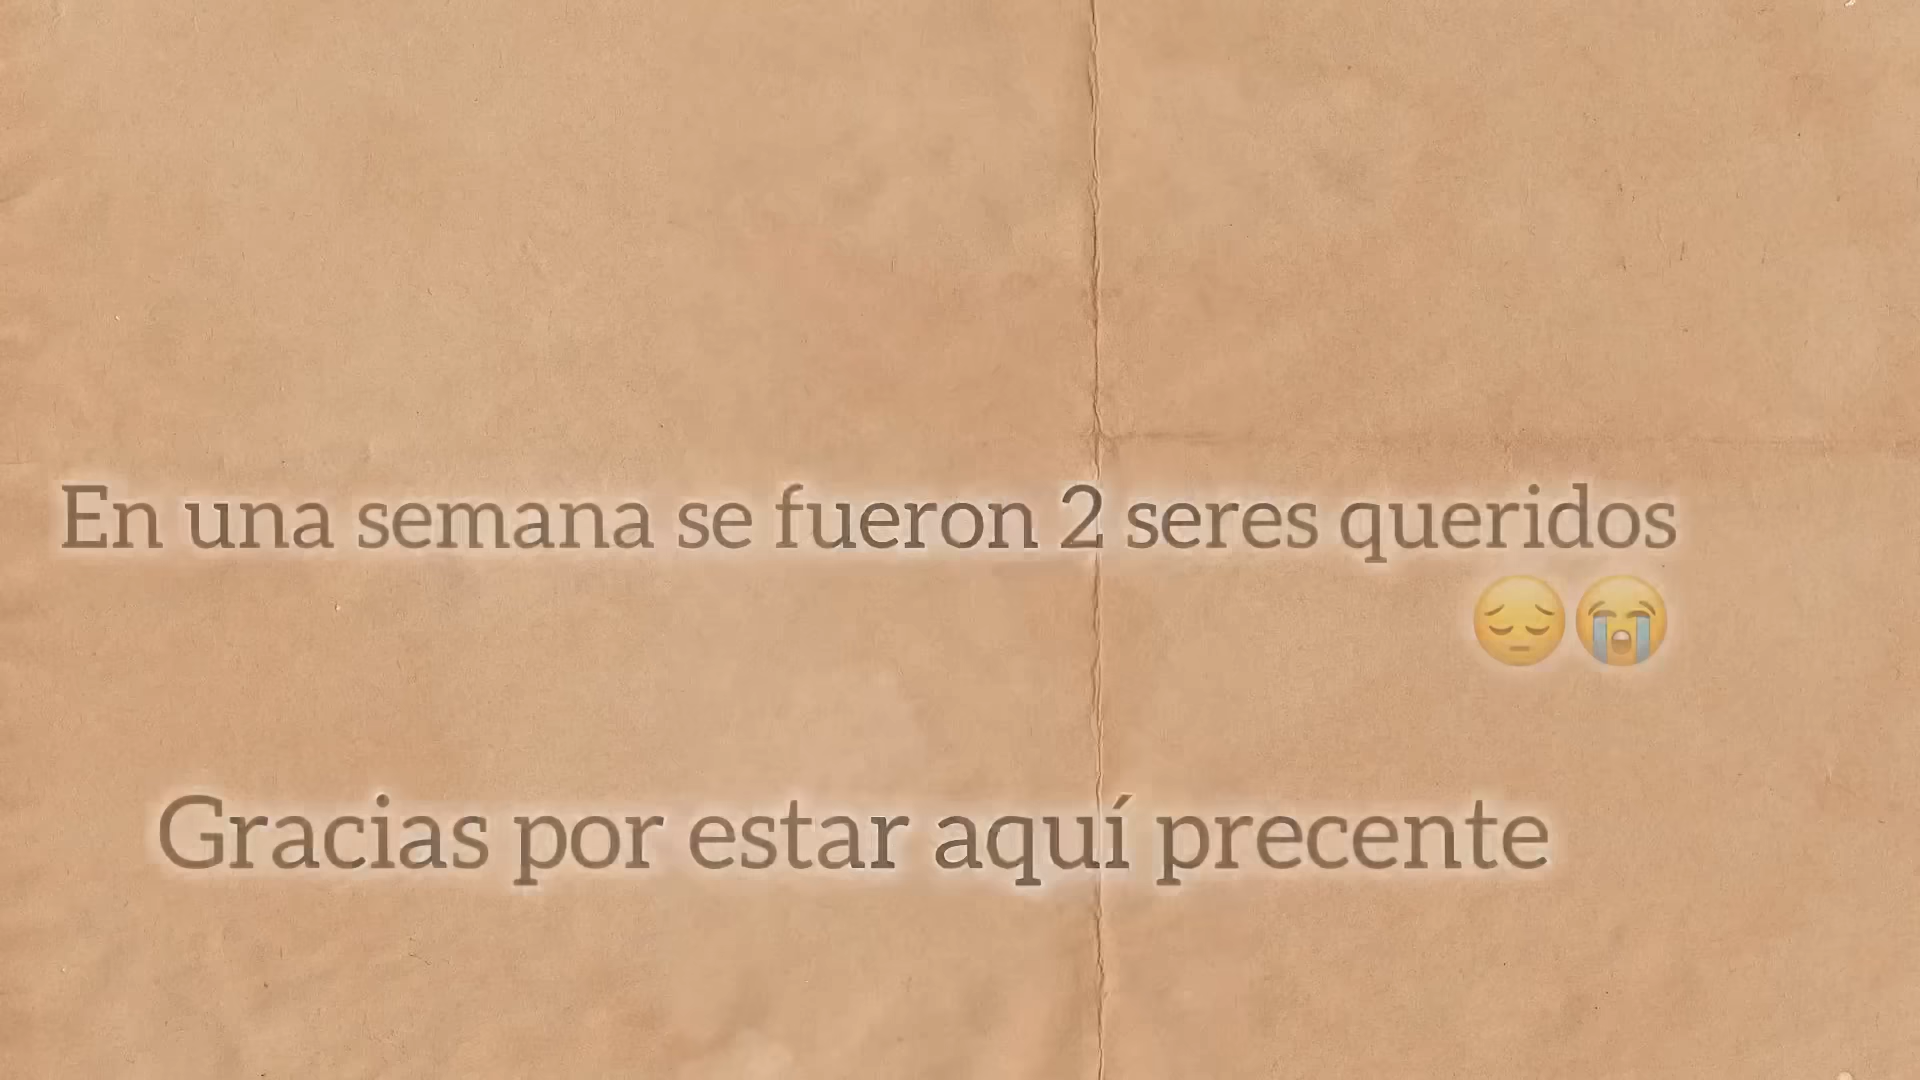 En una semana se fueron 2 seres queridos
😔😭
Gracias por estar aquí precente